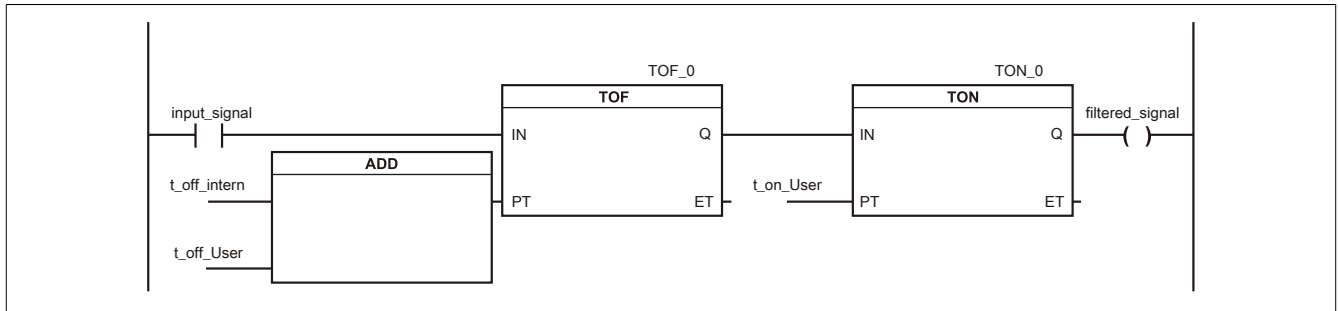 TOF_0
TON_0
TOF
TON
input_signal
filtered_signal
IN
Q
IN
Q
ADD
t_off_intern
PT
ET
t_on_User
PT
ET
t_off_User